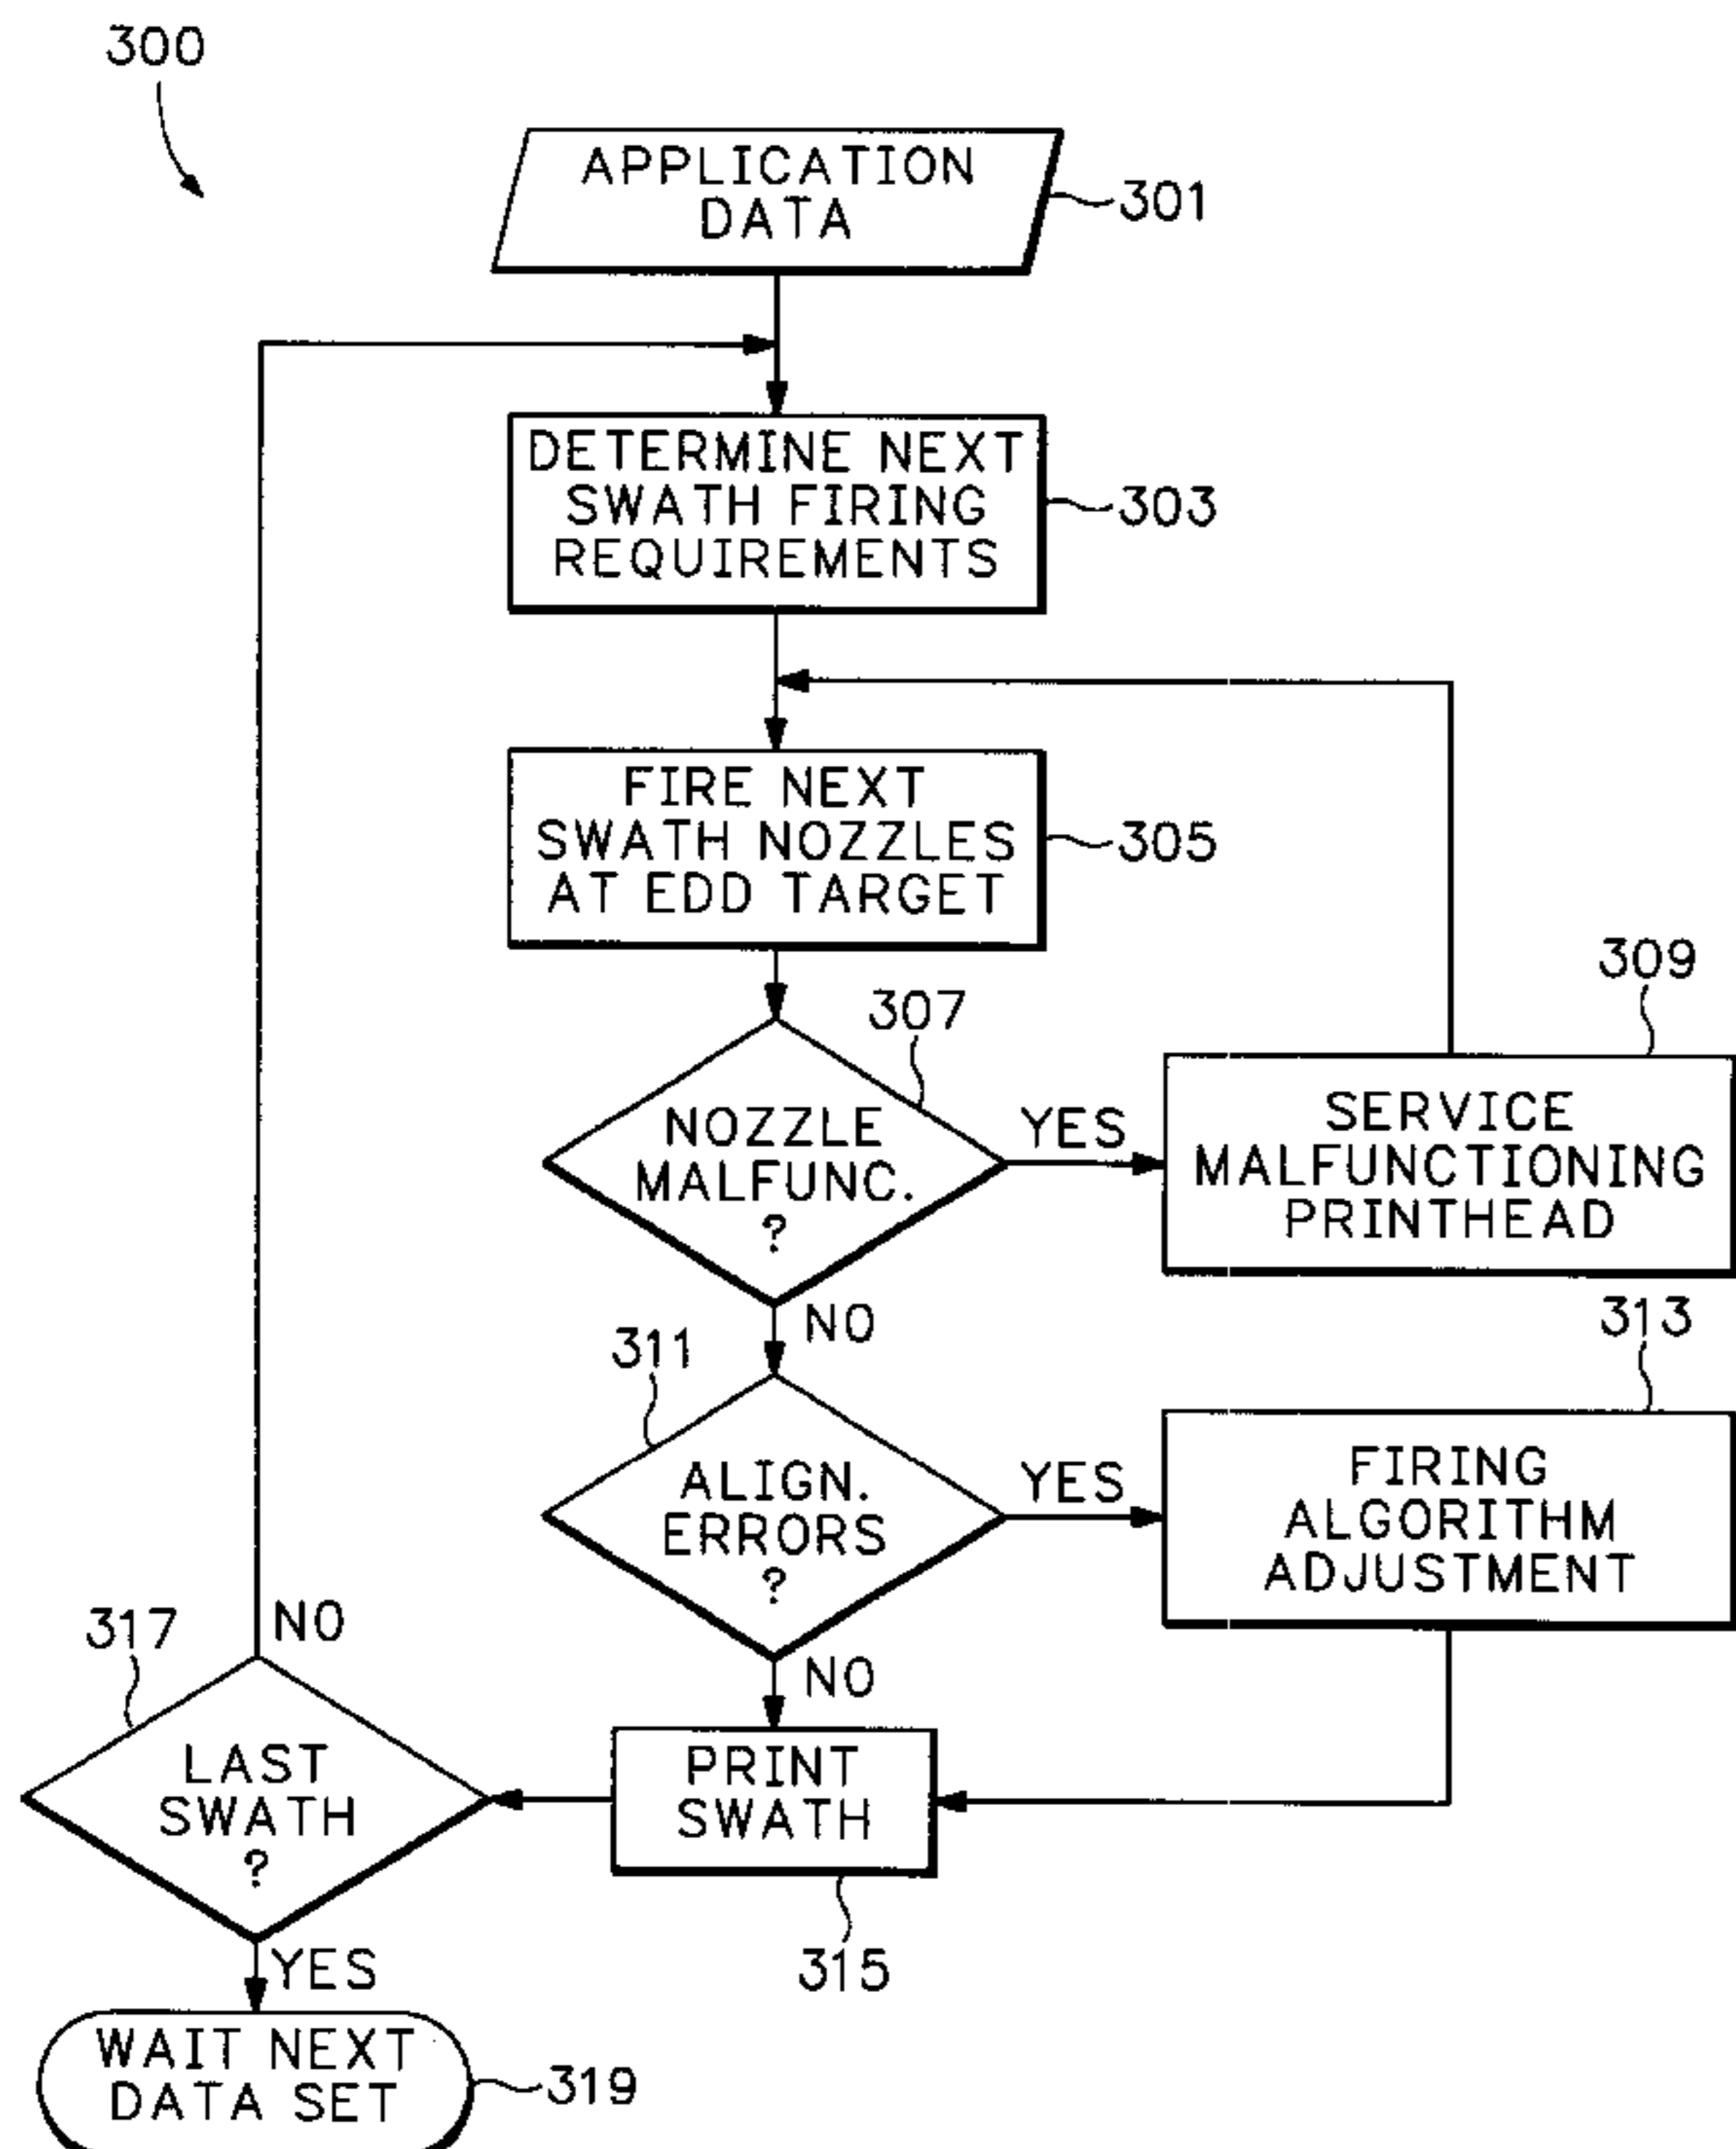 300
APPLICATION
DATA
301
DETERMINE NEXT
SWATH FIRING
REQUIREMENTS
303
FIRE NEXT
SWATH NOZZLES
AT EDD TARGET
305
307
NOZZLE
MALFUNC.
?
YES
NO
309
SERVICE
MALFUNCTIONING
PRINTHEAD
311
ALIGN.
ERRORS
?
YES
NO
313
FIRING
ALGORITHM
ADJUSTMENT
PRINT
SWATH
315
317
NO
LAST
SWATH
?
YES
WAIT NEXT
DATA SET
319